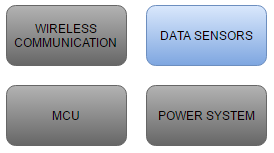 WIRELESS
COMMUNICATION
DATA SENSORS
MCU
POWER SYSTEM